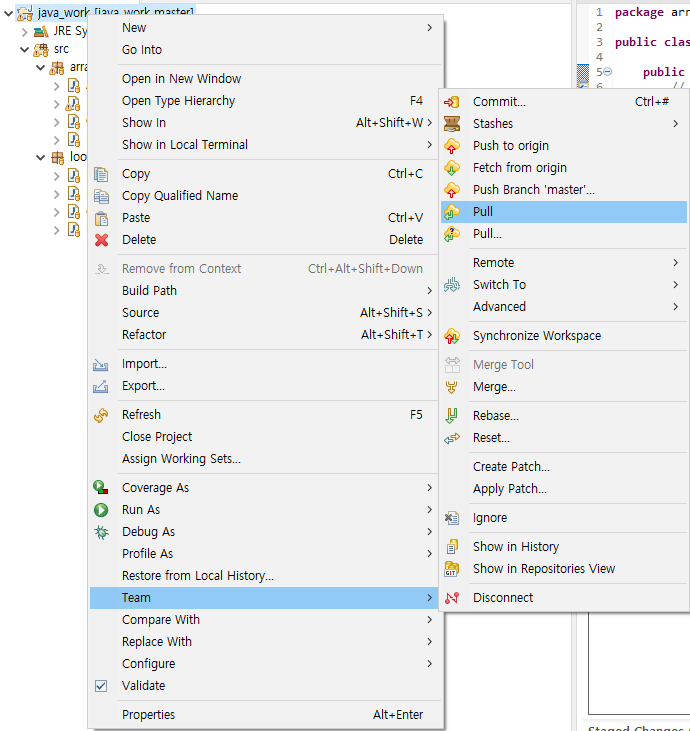 java_work [java_work master]
JRE Sy
src
arra
loo
New
Go Into
Open in New Window
Open Type Hierarchy F4
Show In Alt+Shift+W
Show in Local Terminal
Copy Ctrl+C
Copy Qualified Name
Paste Ctrl+V
Delete Delete
Remove from Context Ctrl+Alt+Shift+Down
Build Path
Source Alt+Shift+S
Refactor Alt+Shift+T
Import...
Export...
Refresh F5
Close Project
Assign Working Sets...
Coverage As
Run As
Debug As
Profile As
Restore from Local History...
Team
Compare With
Replace With
Configure
Validate
Properties Alt+Enter
Commit... Ctrl+#
Stashes
Push to origin
Fetch from origin
Push Branch 'master'...
Pull
Pull...
Remote
Switch To
Advanced
Synchronize Workspace
Merge Tool
Merge...
Rebase...
Reset...
Create Patch...
Apply Patch...
Ignore
Show in History
GIT Show in Repositories View
Disconnect
1 package arr
2
3 public clas
4
5 public
6 //